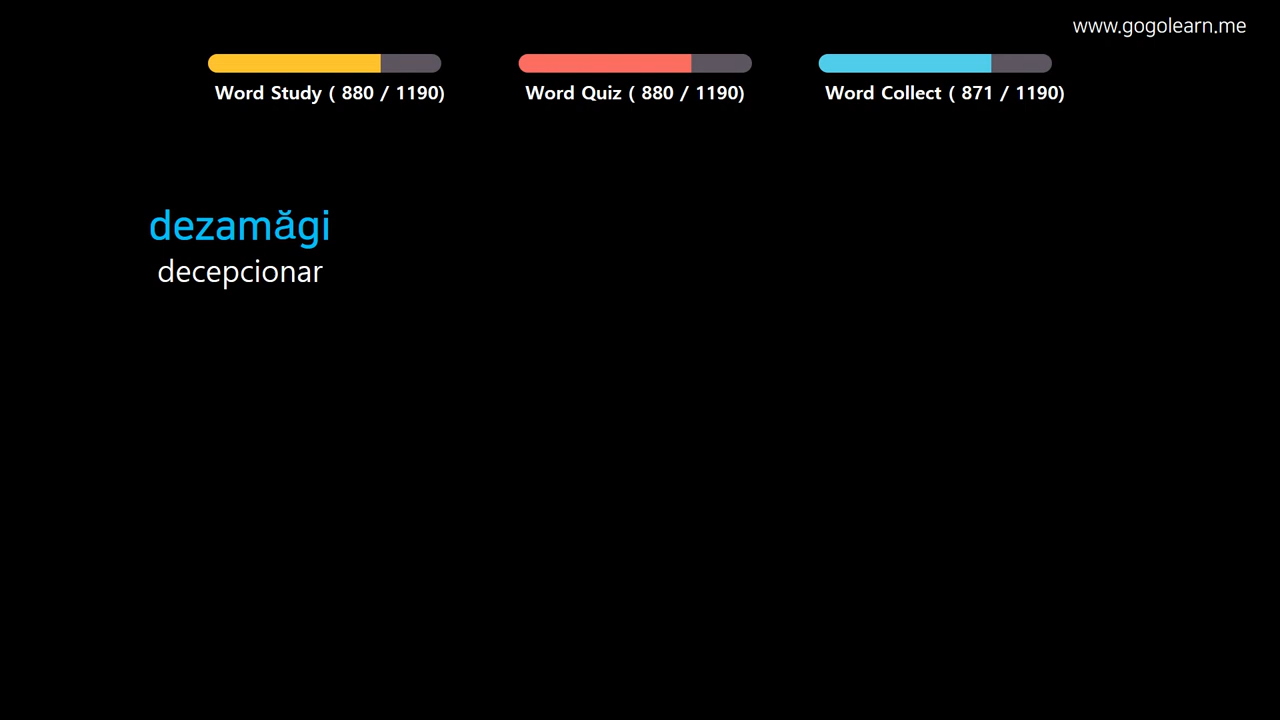 www.gogolearn.me
Word Study ( 880 / 1190)
Word Quiz ( 880 / 1190)
Word Collect ( 871 / 1190)
dezamăgi
decepcionar